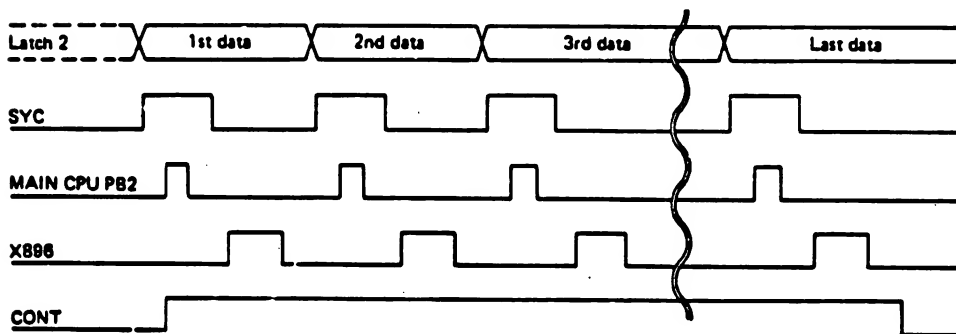 Latch 2 1st data 2nd data 3rd data Last data
SYC
MAIN CPU PB2
X896
CONT